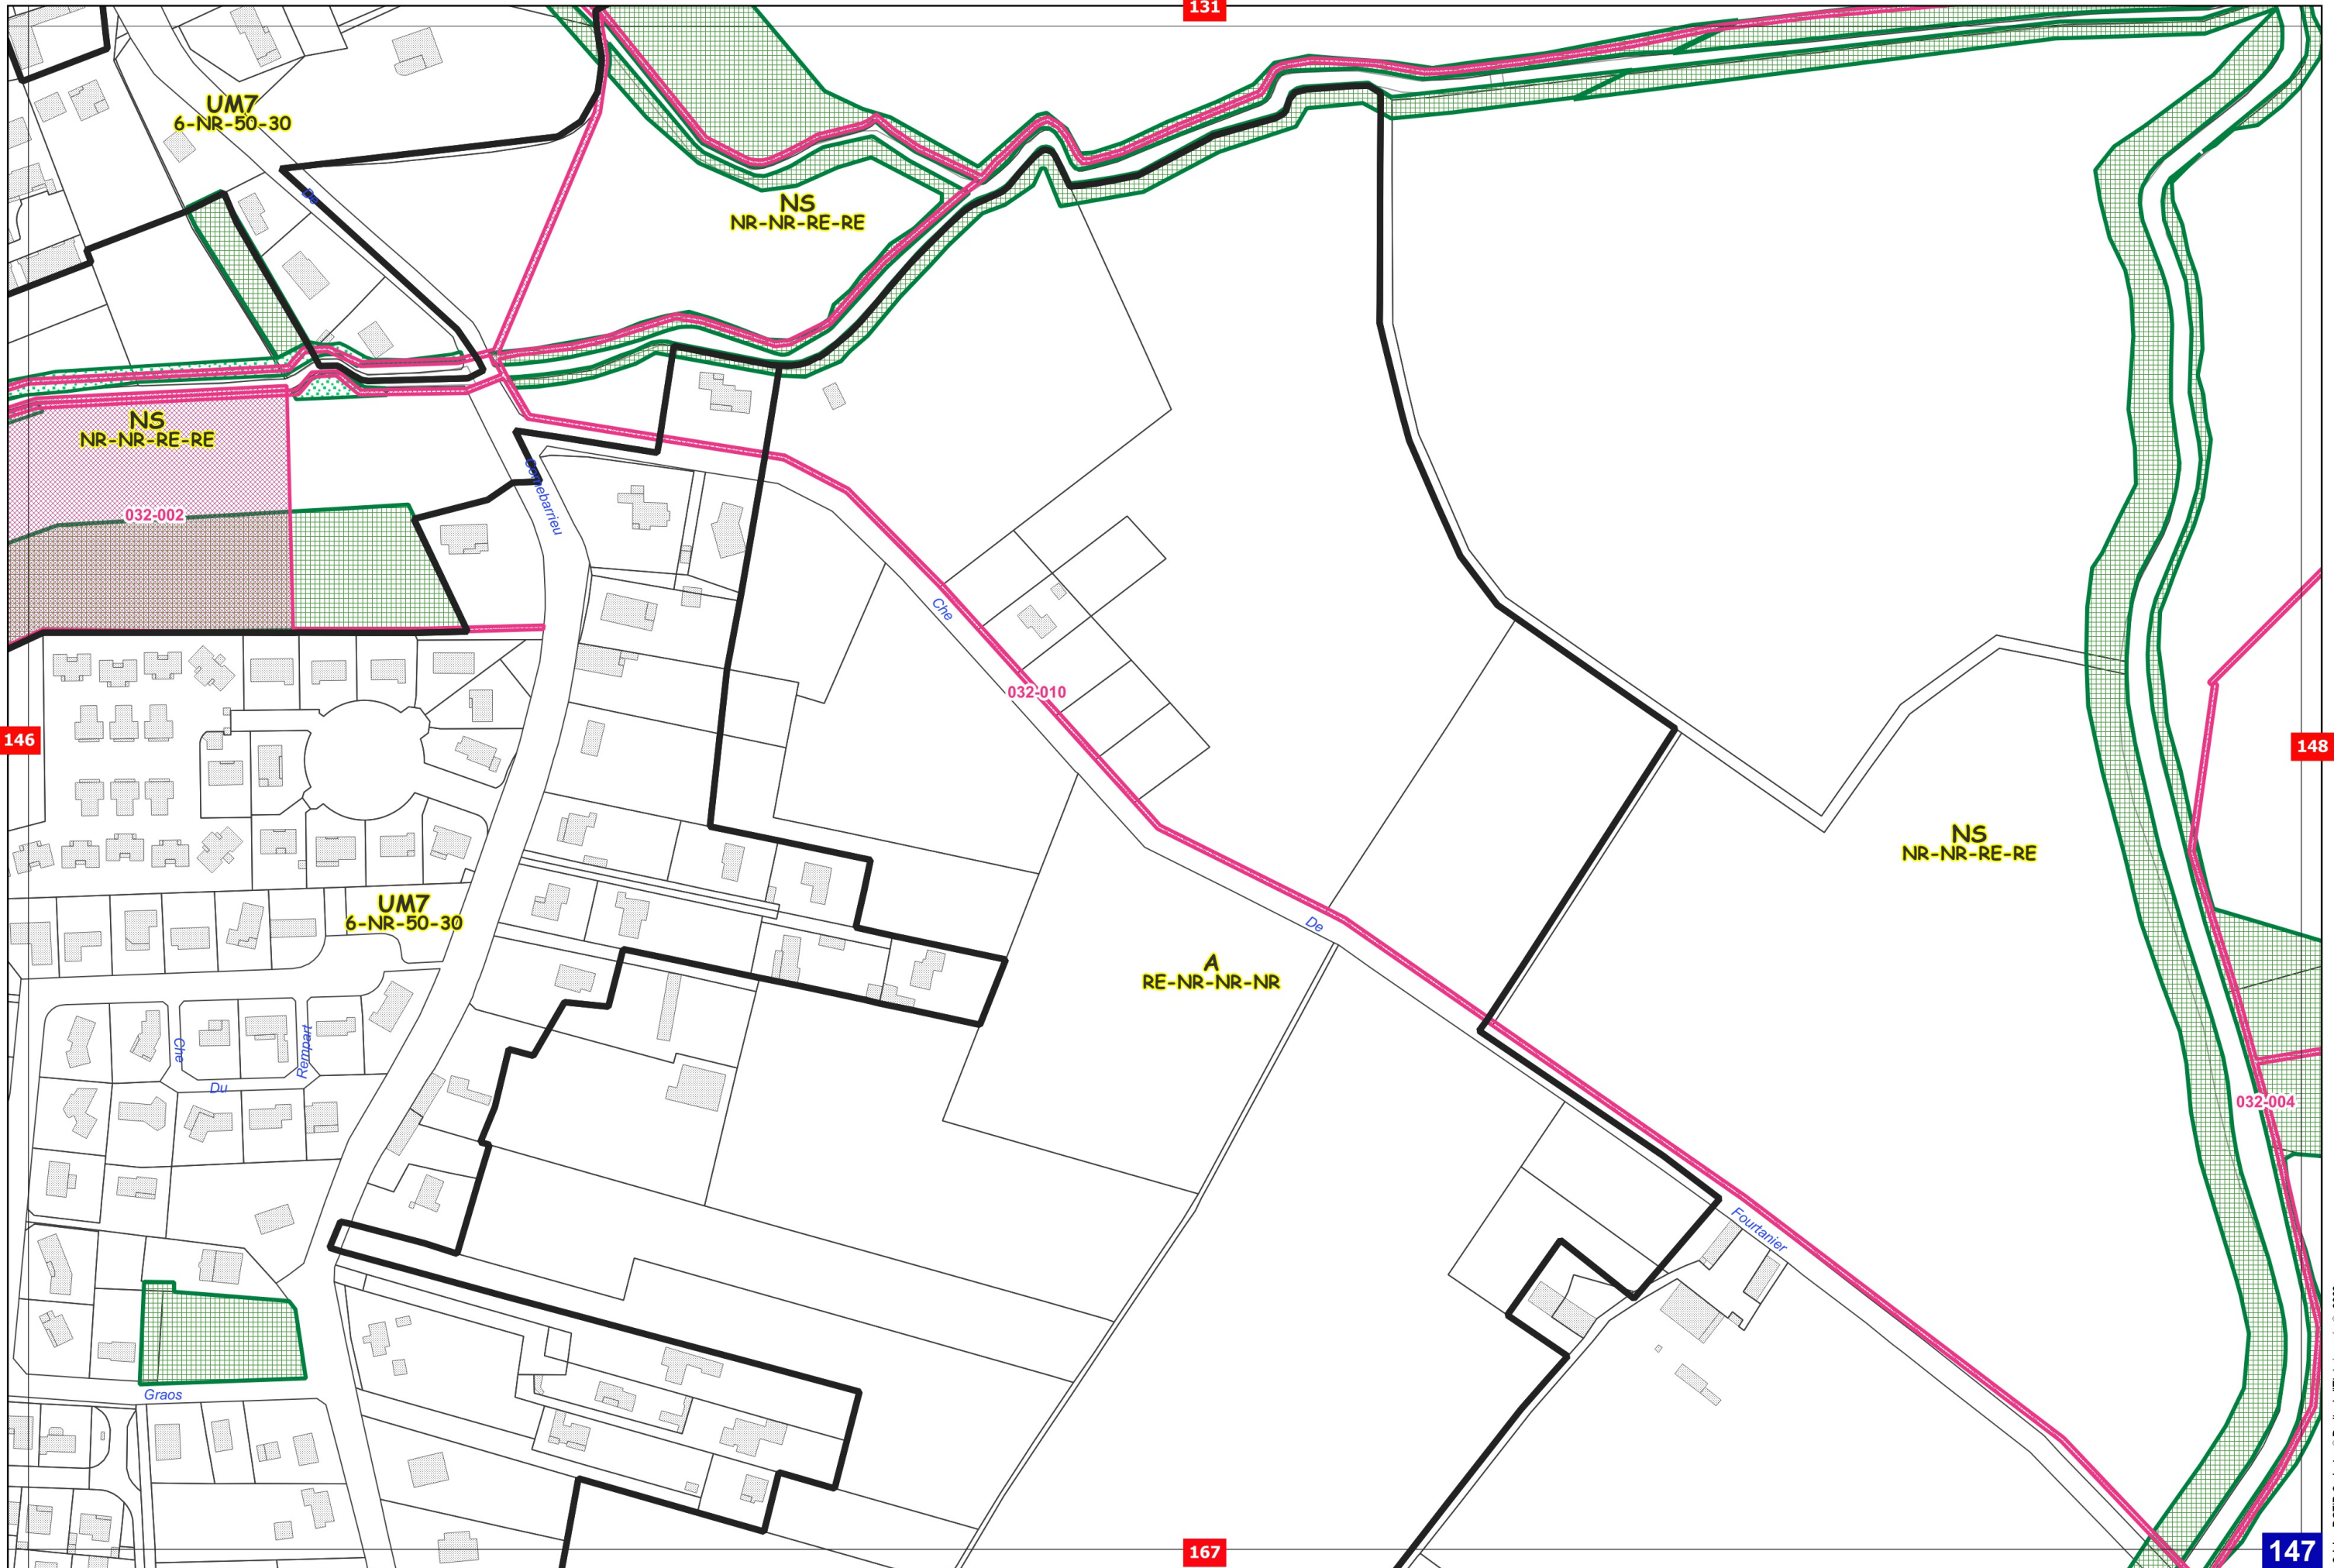 131
UM7
6-NR-50-30
De
NS
NR-NR-RE-RE
NS
NR-NR-RE-RE
032-002
Cornebarrieu
Che
032-010
146
148
NS
NR-NR-RE-RE
UM7
6-NR-50-30
De
A
RE-NR-NR-NR
Che
Rempart
Du
032-004
Fourtanier
Graos
167
147